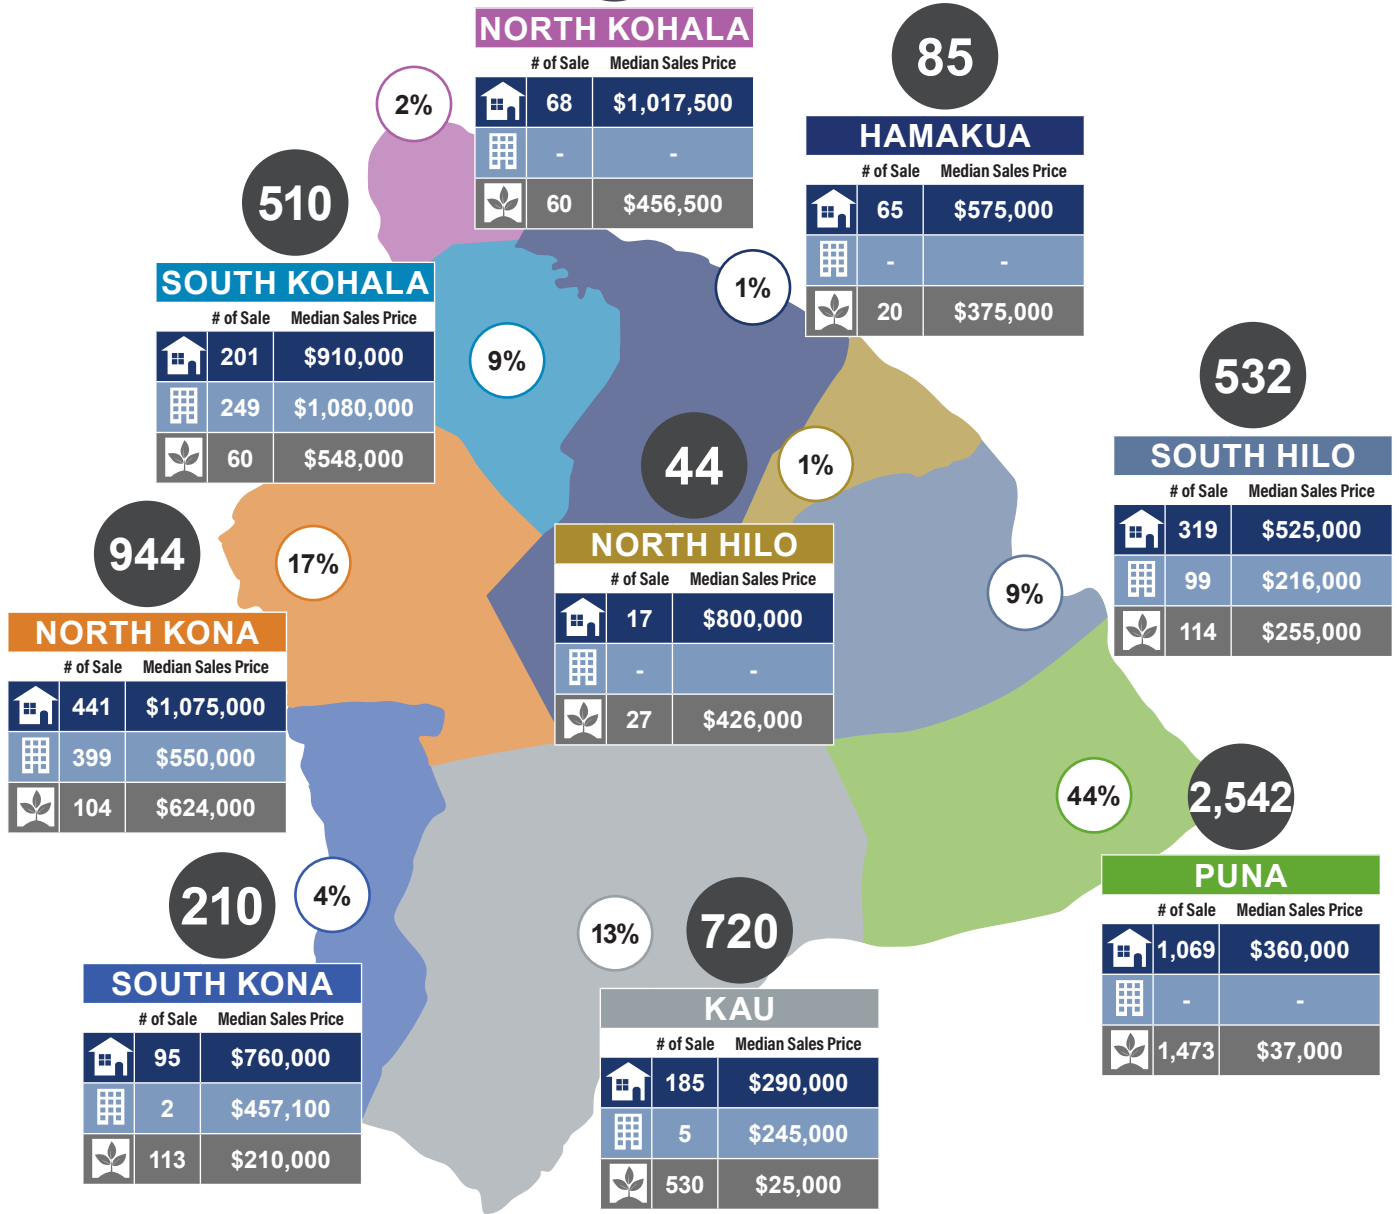 NORTH KOHALA
# of Sale Median Sales Price
68 $1,017,500
- -
60 $456,500
2%
85
HAMAKUA
# of Sale Median Sales Price
65 $575,000
- -
20 $375,000
1%
510
SOUTH KOHALA
# of Sale Median Sales Price
201 $910,000
249 $1,080,000
60 $548,000
9%
532
SOUTH HILO
# of Sale Median Sales Price
319 $525,000
99 $216,000
114 $255,000
9%
44
1%
NORTH HILO
# of Sale Median Sales Price
17 $800,000
- -
27 $426,000
944
17%
NORTH KONA
# of Sale Median Sales Price
441 $1,075,000
399 $550,000
104 $624,000
44%
2,542
PUNA
# of Sale Median Sales Price
1,069 $360,000
- -
1,473 $37,000
210
4%
SOUTH KONA
# of Sale Median Sales Price
95 $760,000
2 $457,100
113 $210,000
13%
720
KAU
# of Sale Median Sales Price
185 $290,000
5 $245,000
530 $25,000